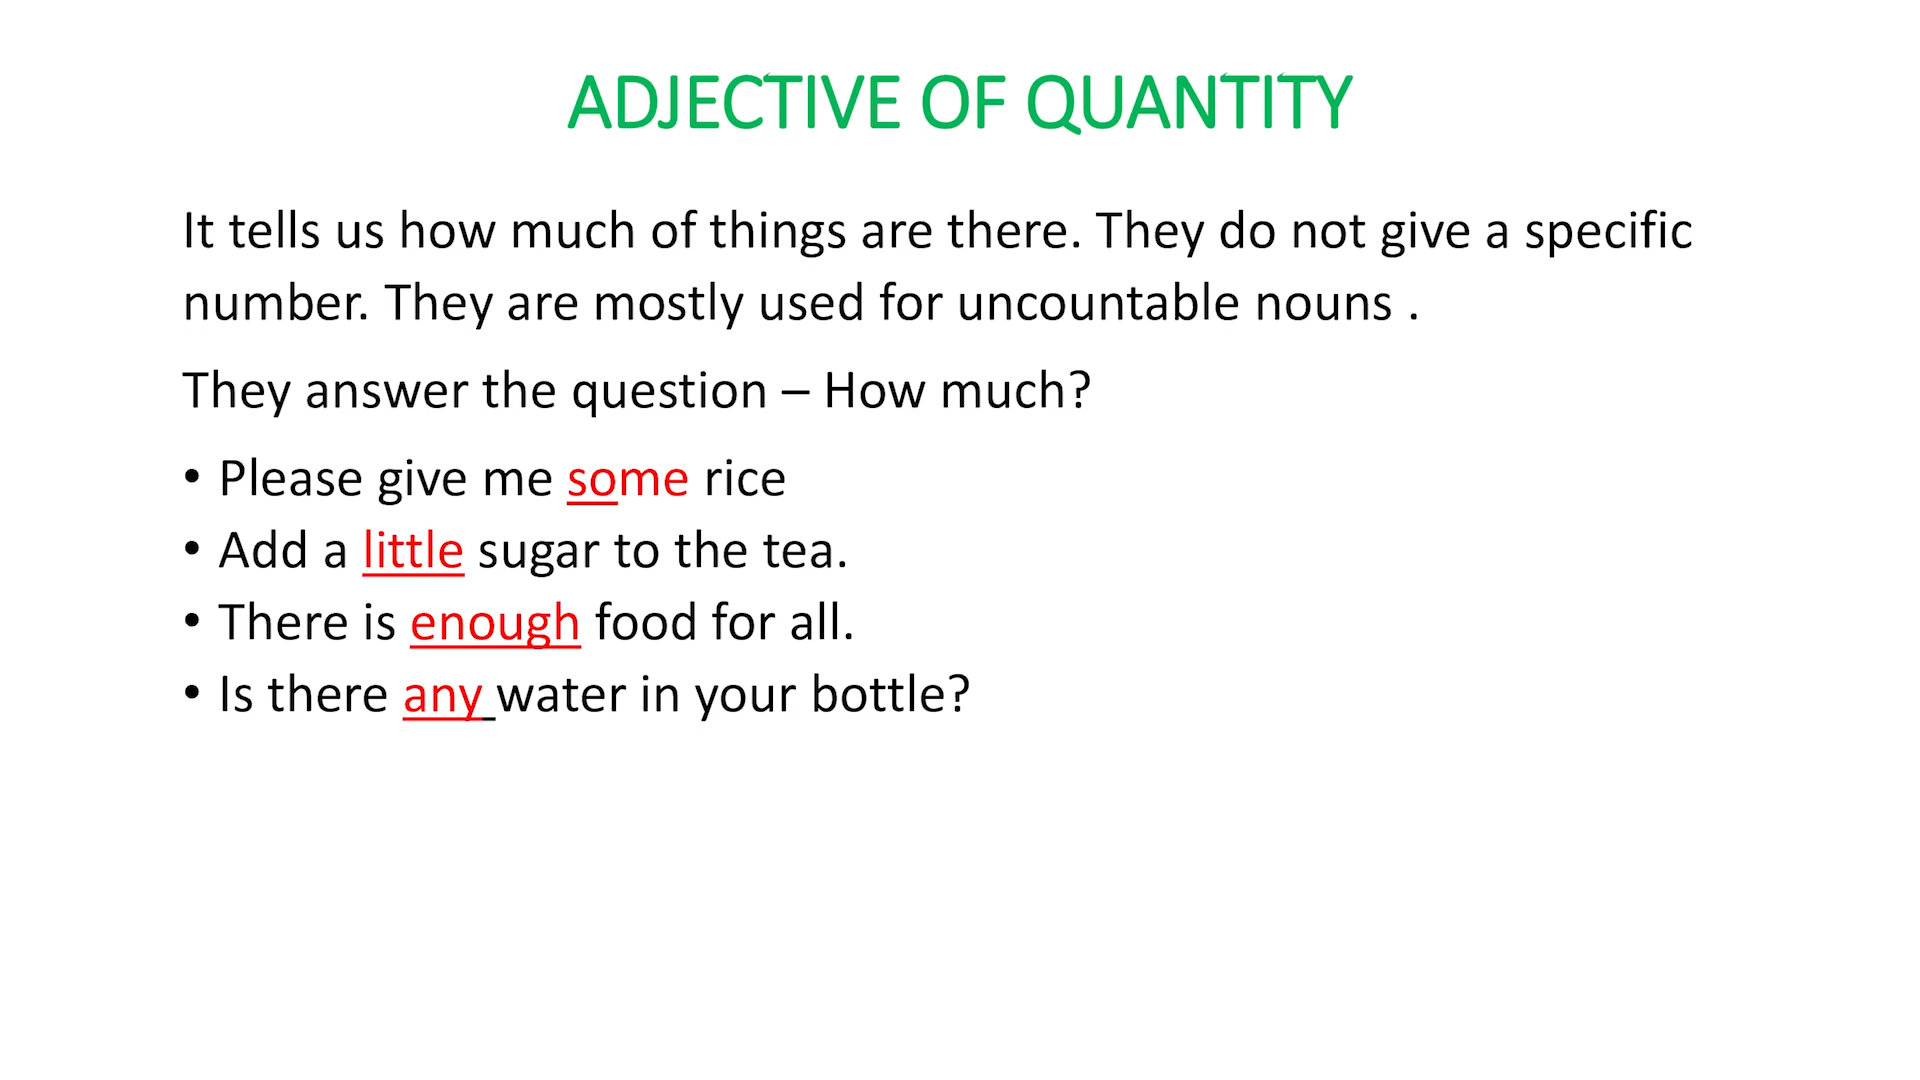 ADJECTIVE OF QUANTITY
It tells us how much of things are there. They do not give a specific
number. They are mostly used for uncountable nouns .
They answer the question – How much?
• Please give me some rice
• Add a little sugar to the tea.
• There is enough food for all.
• Is there any water in your bottle?